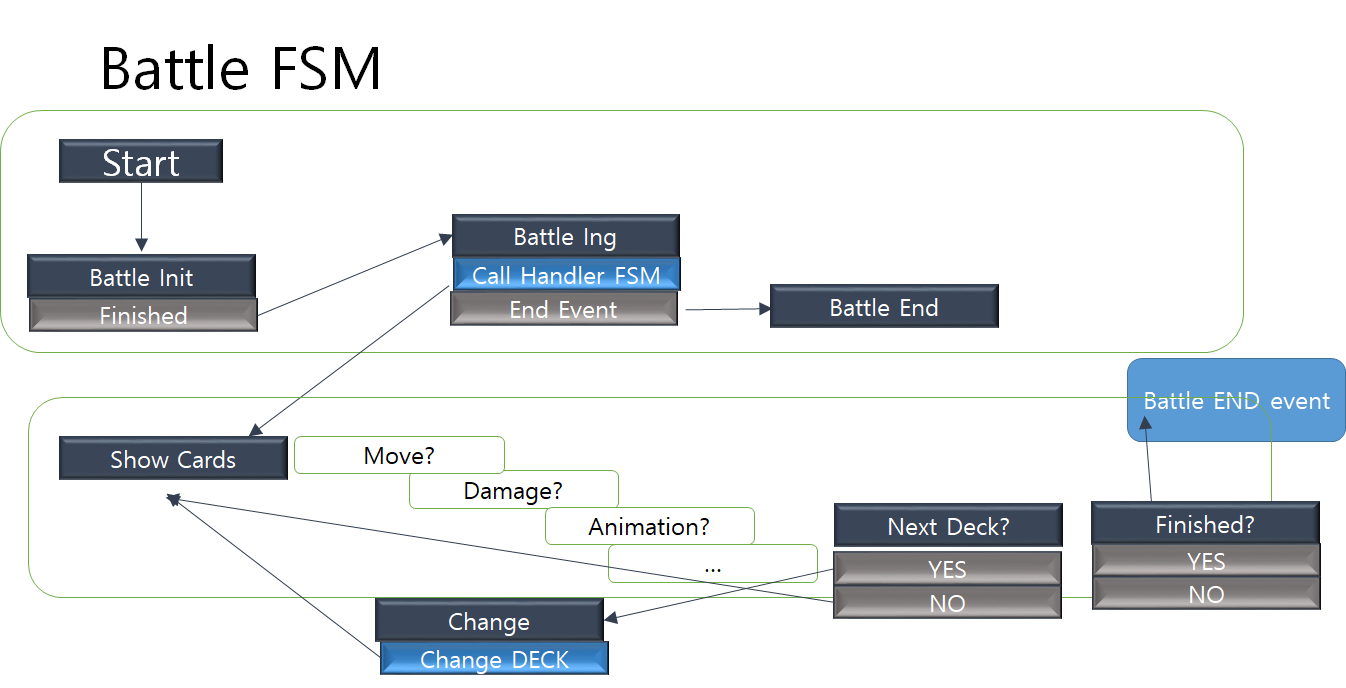 Battle FSM
Start
Battle Init
Finished
Battle Ing
Call Handler FSM
End Event
Battle End
Battle END event
Show Cards
Move?
Damage?
Animation?
...
Next Deck?
YES
NO
Finished?
YES
NO
Change
Change DECK